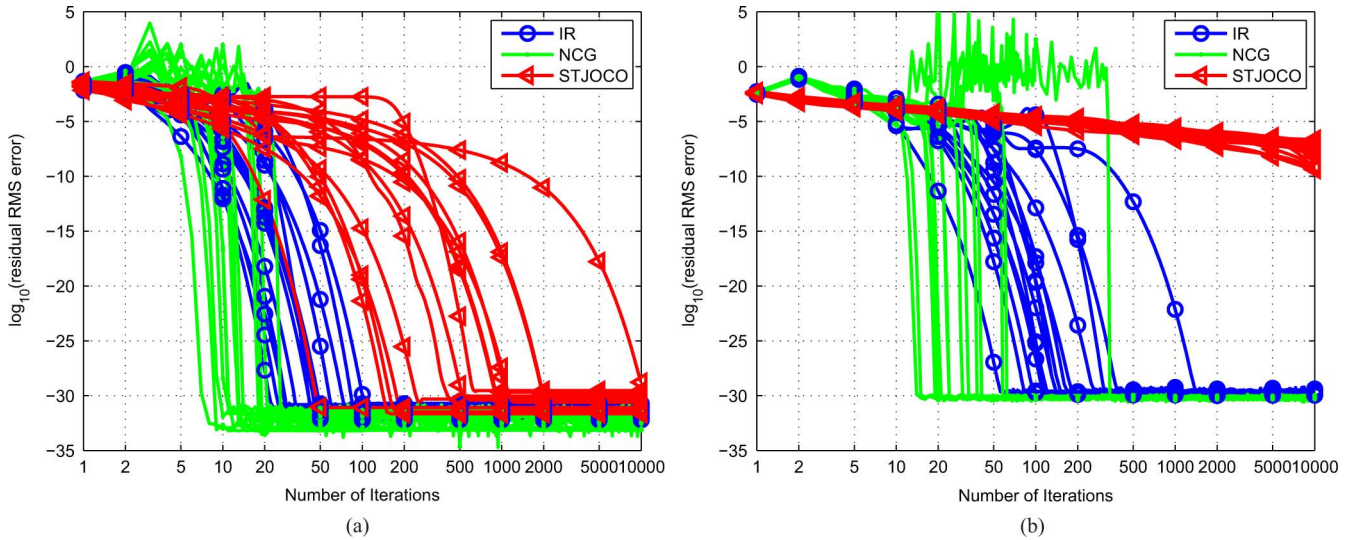 5
0
−5
−10
−15
−20
−25
−30
−35
log10(residual RMS error)
IR
NCG
STJOCO
1 2 5 10 20 50 100 200 500 1000 2000 500010000
Number of Iterations
(a)
5
0
−5
−10
−15
−20
−25
−30
−35
log10(residual RMS error)
IR
NCG
STJOCO
1 2 5 10 20 50 100 200 500 1000 2000 500010000
Number of Iterations
(b)